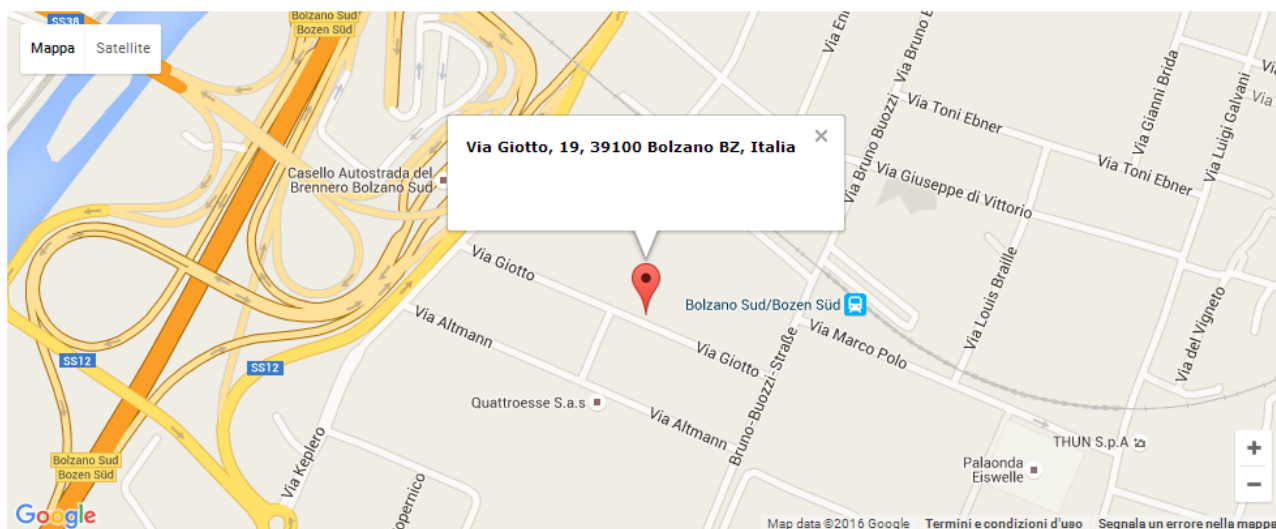 SS38
Bolzano Sud
Bozen Süd
Mappa
Satellite
Via Bruno Buozzi
Via Toni Ebner
Via Gianni Brida
Via Luigi Galvani
Via Giotto, 19, 39100 Bolzano BZ, Italia
Casello Autostrada del
Brennero Bolzano Sud
Via Toni Ebner
Via Giuseppe di Vittorio
Via Giotto
Via Louis Braille
Bolzano Sud/Bozen Süd
Via Altmann
Via Marco Polo
Via del Vigneto
SS12
SS12
Via Giotto
Bruno-Buozzi-Straße
Quattroesse S.a.s
Via Altmann
THUN S.p.A
Via Keplero
Bolzano Sud
Bozen Süd
Palaonda
Eiswelle
opernico
+
−
Google
Map data ©2016 Google
Termini e condizioni d'uso
Segnala un errore nella mappa